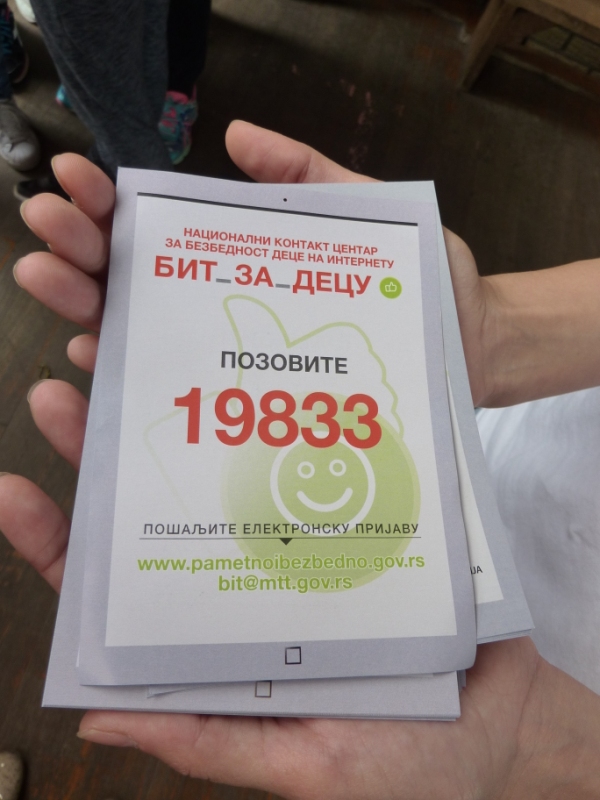 НАЦИОНАЛНИ КОНТАКТ ЦЕНТАР
ЗА БЕЗБЕДНОСТ ДЕЦЕ НА ИНТЕРНЕТУ
БИТ_ЗА_ДЕЦУ
ПОЗОВИТЕ
19833
ПОШАЉИТЕ ЕЛЕКТРОНСКУ ПРИЈАВУ
www.pametnoibezbedno.gov.rs
bit@mtt.gov.rs